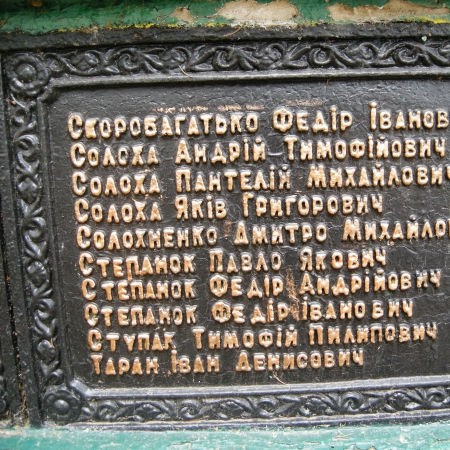 Скоробагатько Федір Іванов
Солоха Андрій Тимофійович
Солоха Пантелій Михайлович
Солоха Яків Григорович
Солохненко Дмитро Михайло
Степанок Павло Якович
Степанок Федір Андрійович
Степанок Федір Іванович
Ступак Тимофій Пилипович
Таран Іван Денисович